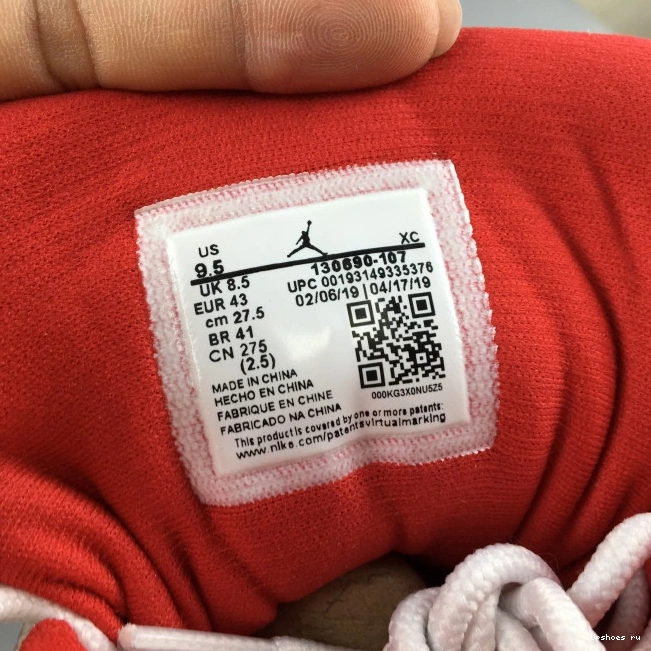 US XC
9.5 130690-107
UK 8.5 UPC 00193149335376
EUR 43 02/06/19 | 04/17/19
cm 27.5
BR 41
CN 275
(2.5)
000KG3X0NU5Z5
MADE IN CHINA
HECHO EN CHINA
FABRIQUE EN CHINE
FABRICADO NA CHINA
This product is covered by one or more patents:
www.nike.com/patentsvirtualmarking